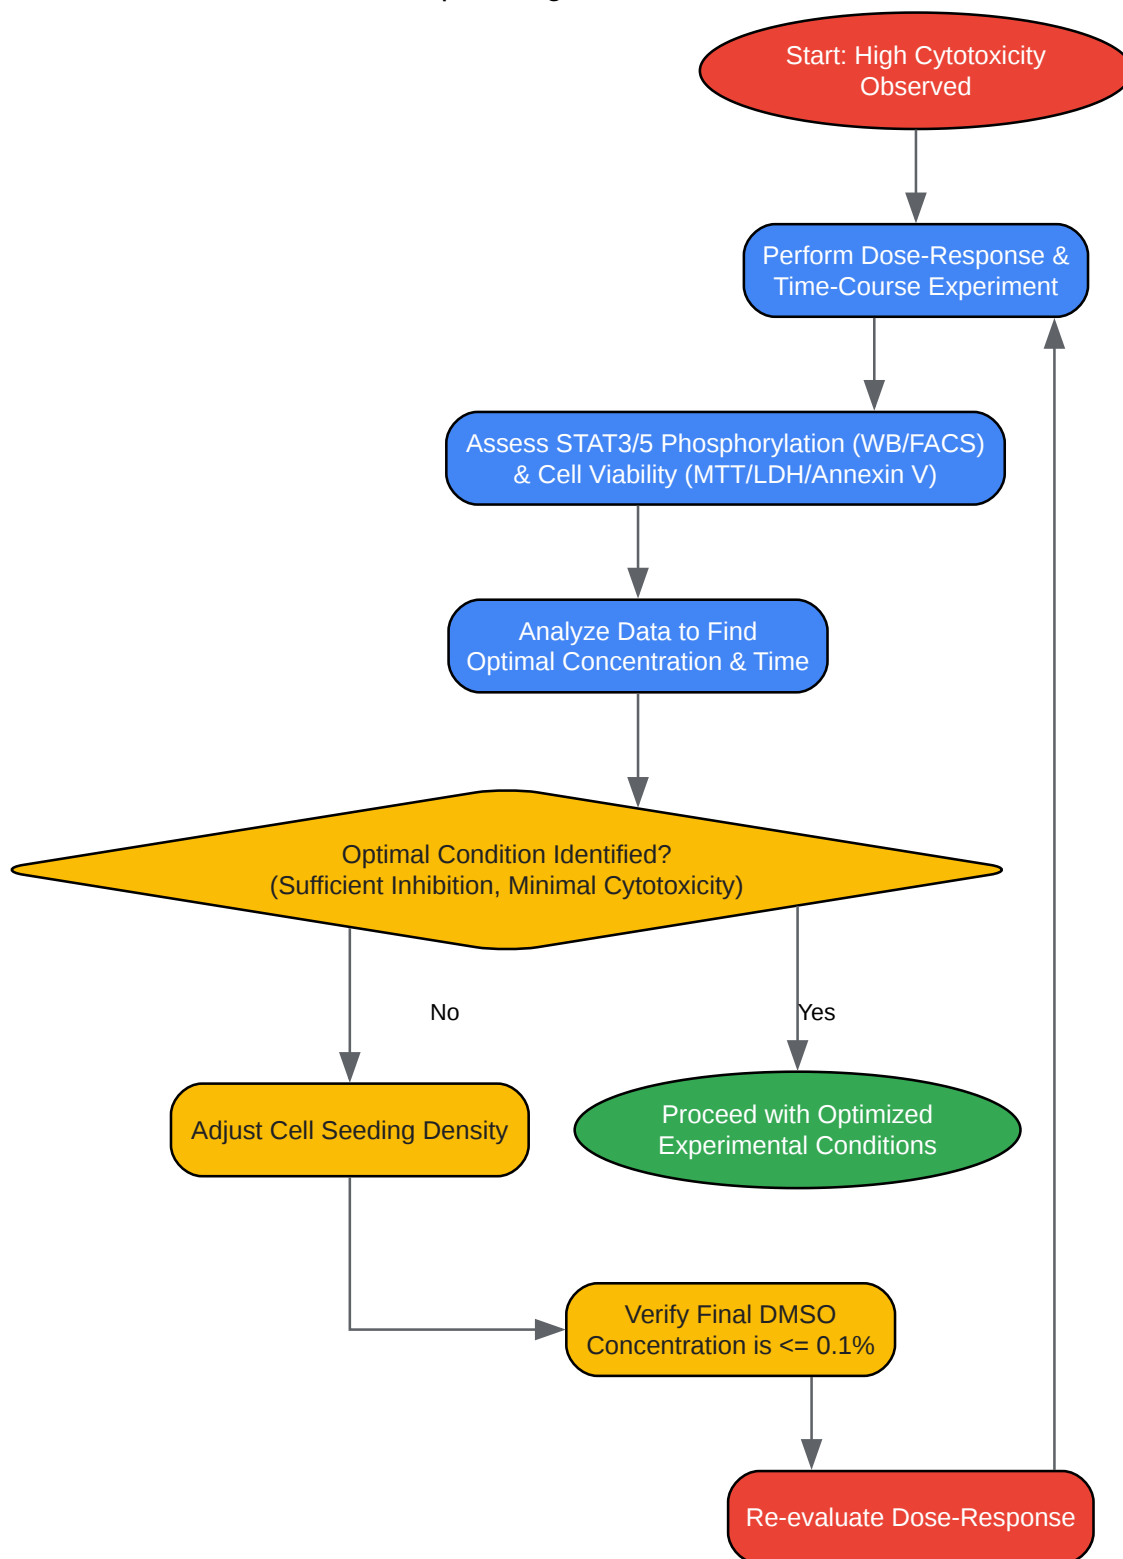 Start: High Cytotoxicity
Observed
Perform Dose-Response &
Time-Course Experiment
Assess STAT3/5 Phosphorylation (WB/FACS)
& Cell Viability (MTT/LDH/Annexin V)
Analyze Data to Find
Optimal Concentration & Time
Optimal Condition Identified?
(Sufficient Inhibition, Minimal Cytotoxicity)
No
Yes
Adjust Cell Seeding Density
Proceed with Optimized
Experimental Conditions
Verify Final DMSO
Concentration is <= 0.1%
Re-evaluate Dose-Response